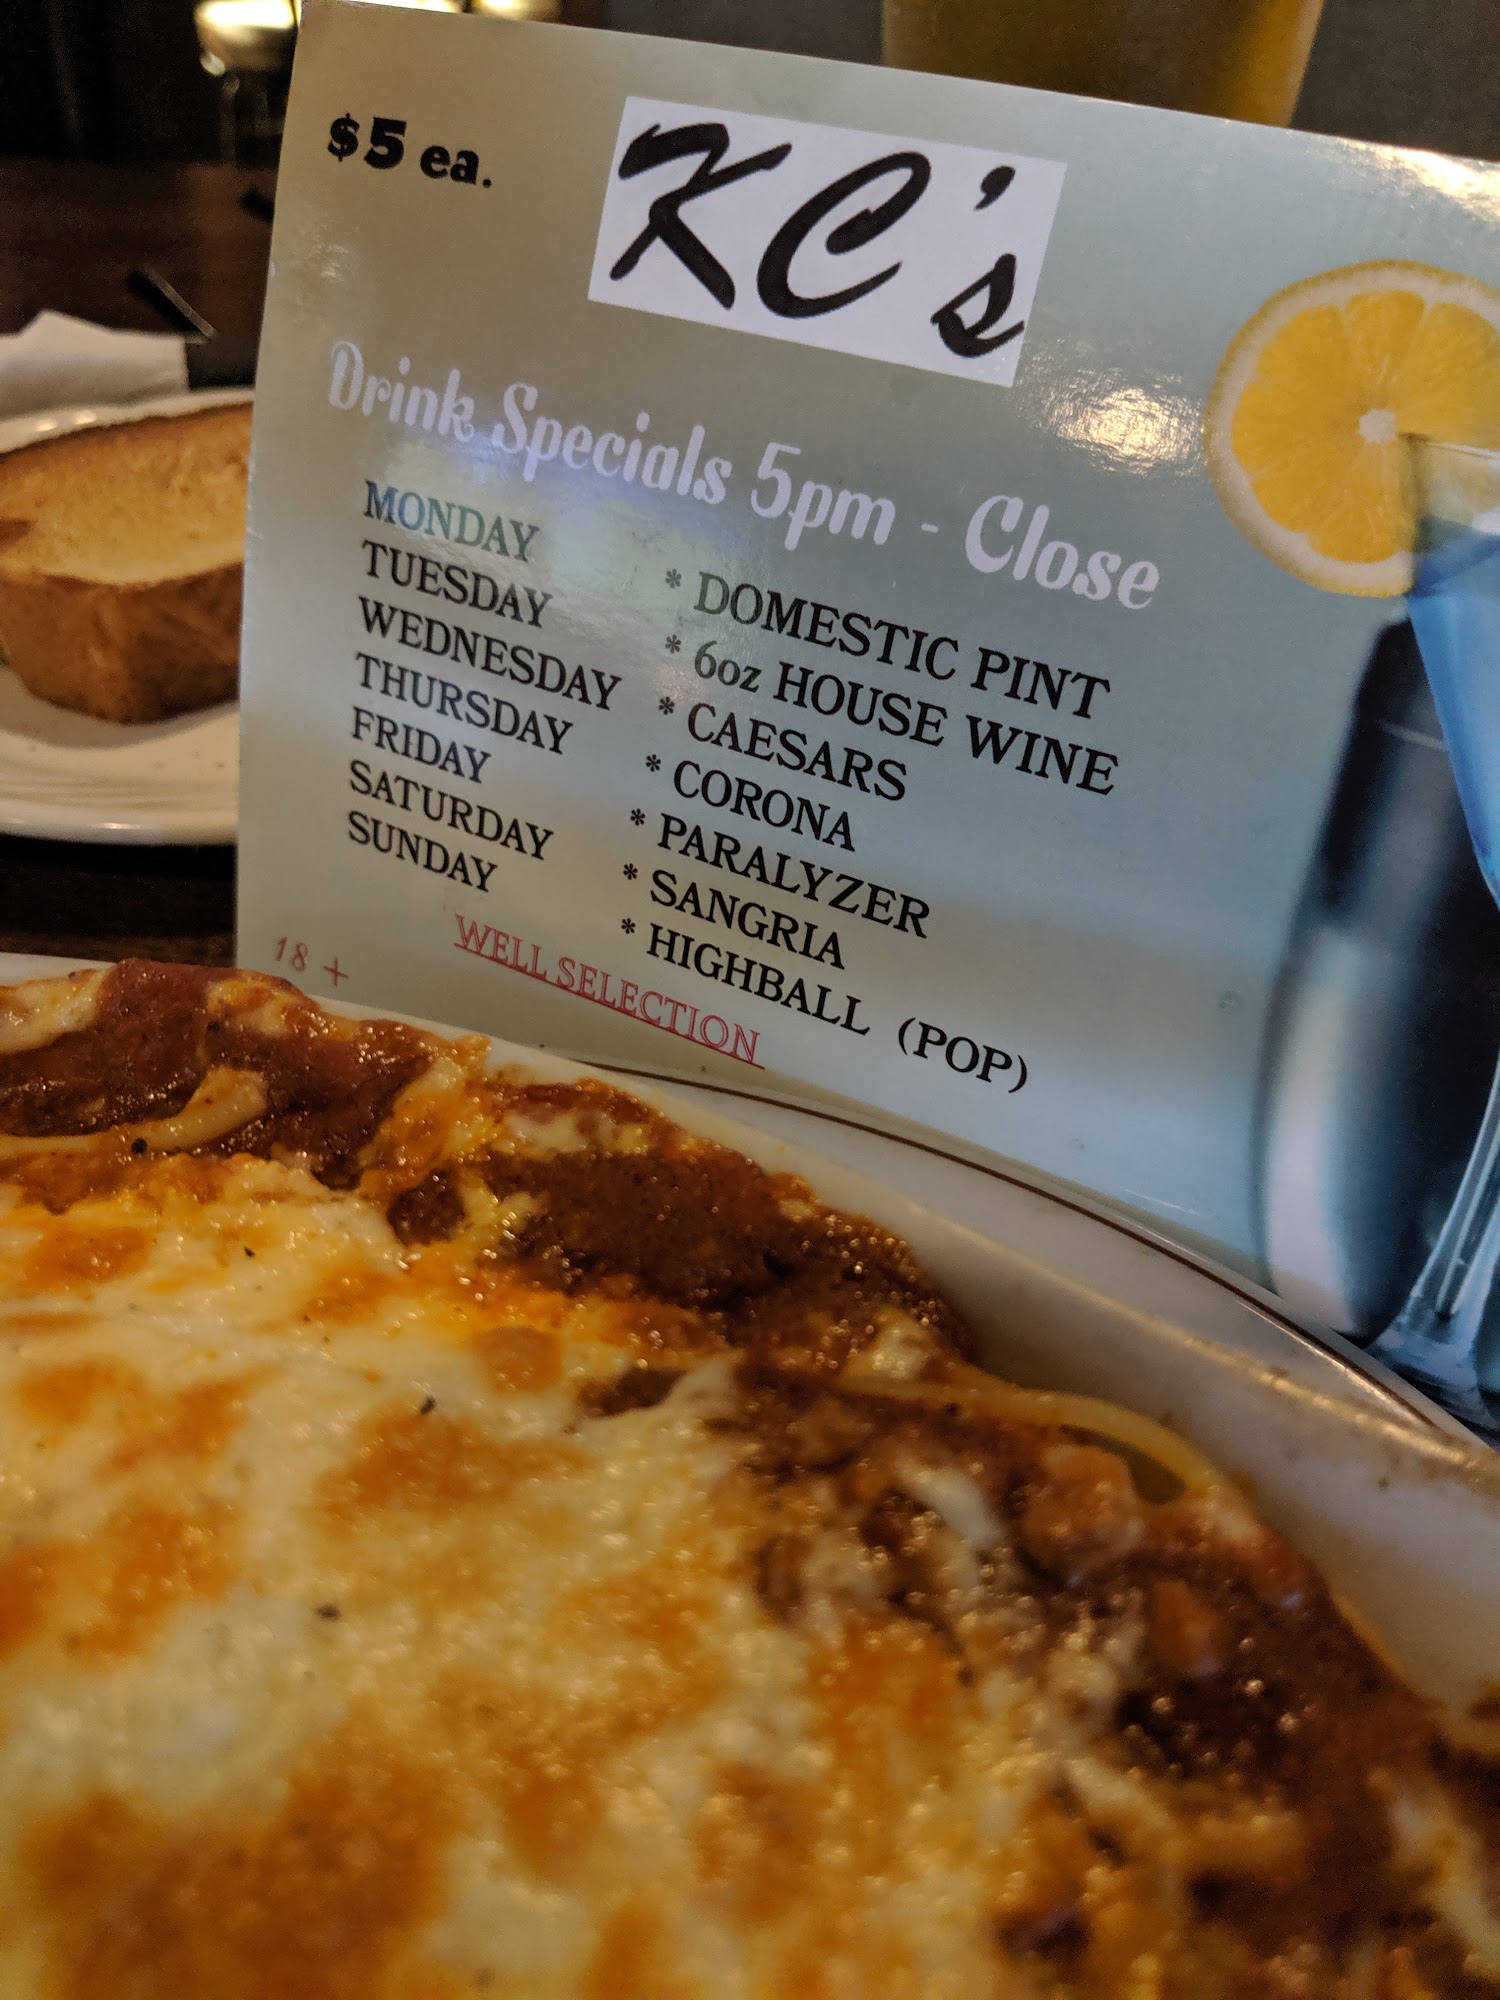 $5 ea.
KC's
Drink Specials 5pm - Close
MONDAY * DOMESTIC PINT
TUESDAY * 6oz HOUSE WINE
WEDNESDAY * CAESARS
THURSDAY * CORONA
FRIDAY * PARALYZER
SATURDAY * SANGRIA
SUNDAY * HIGHBALL (POP)
18 + WELL SELECTION